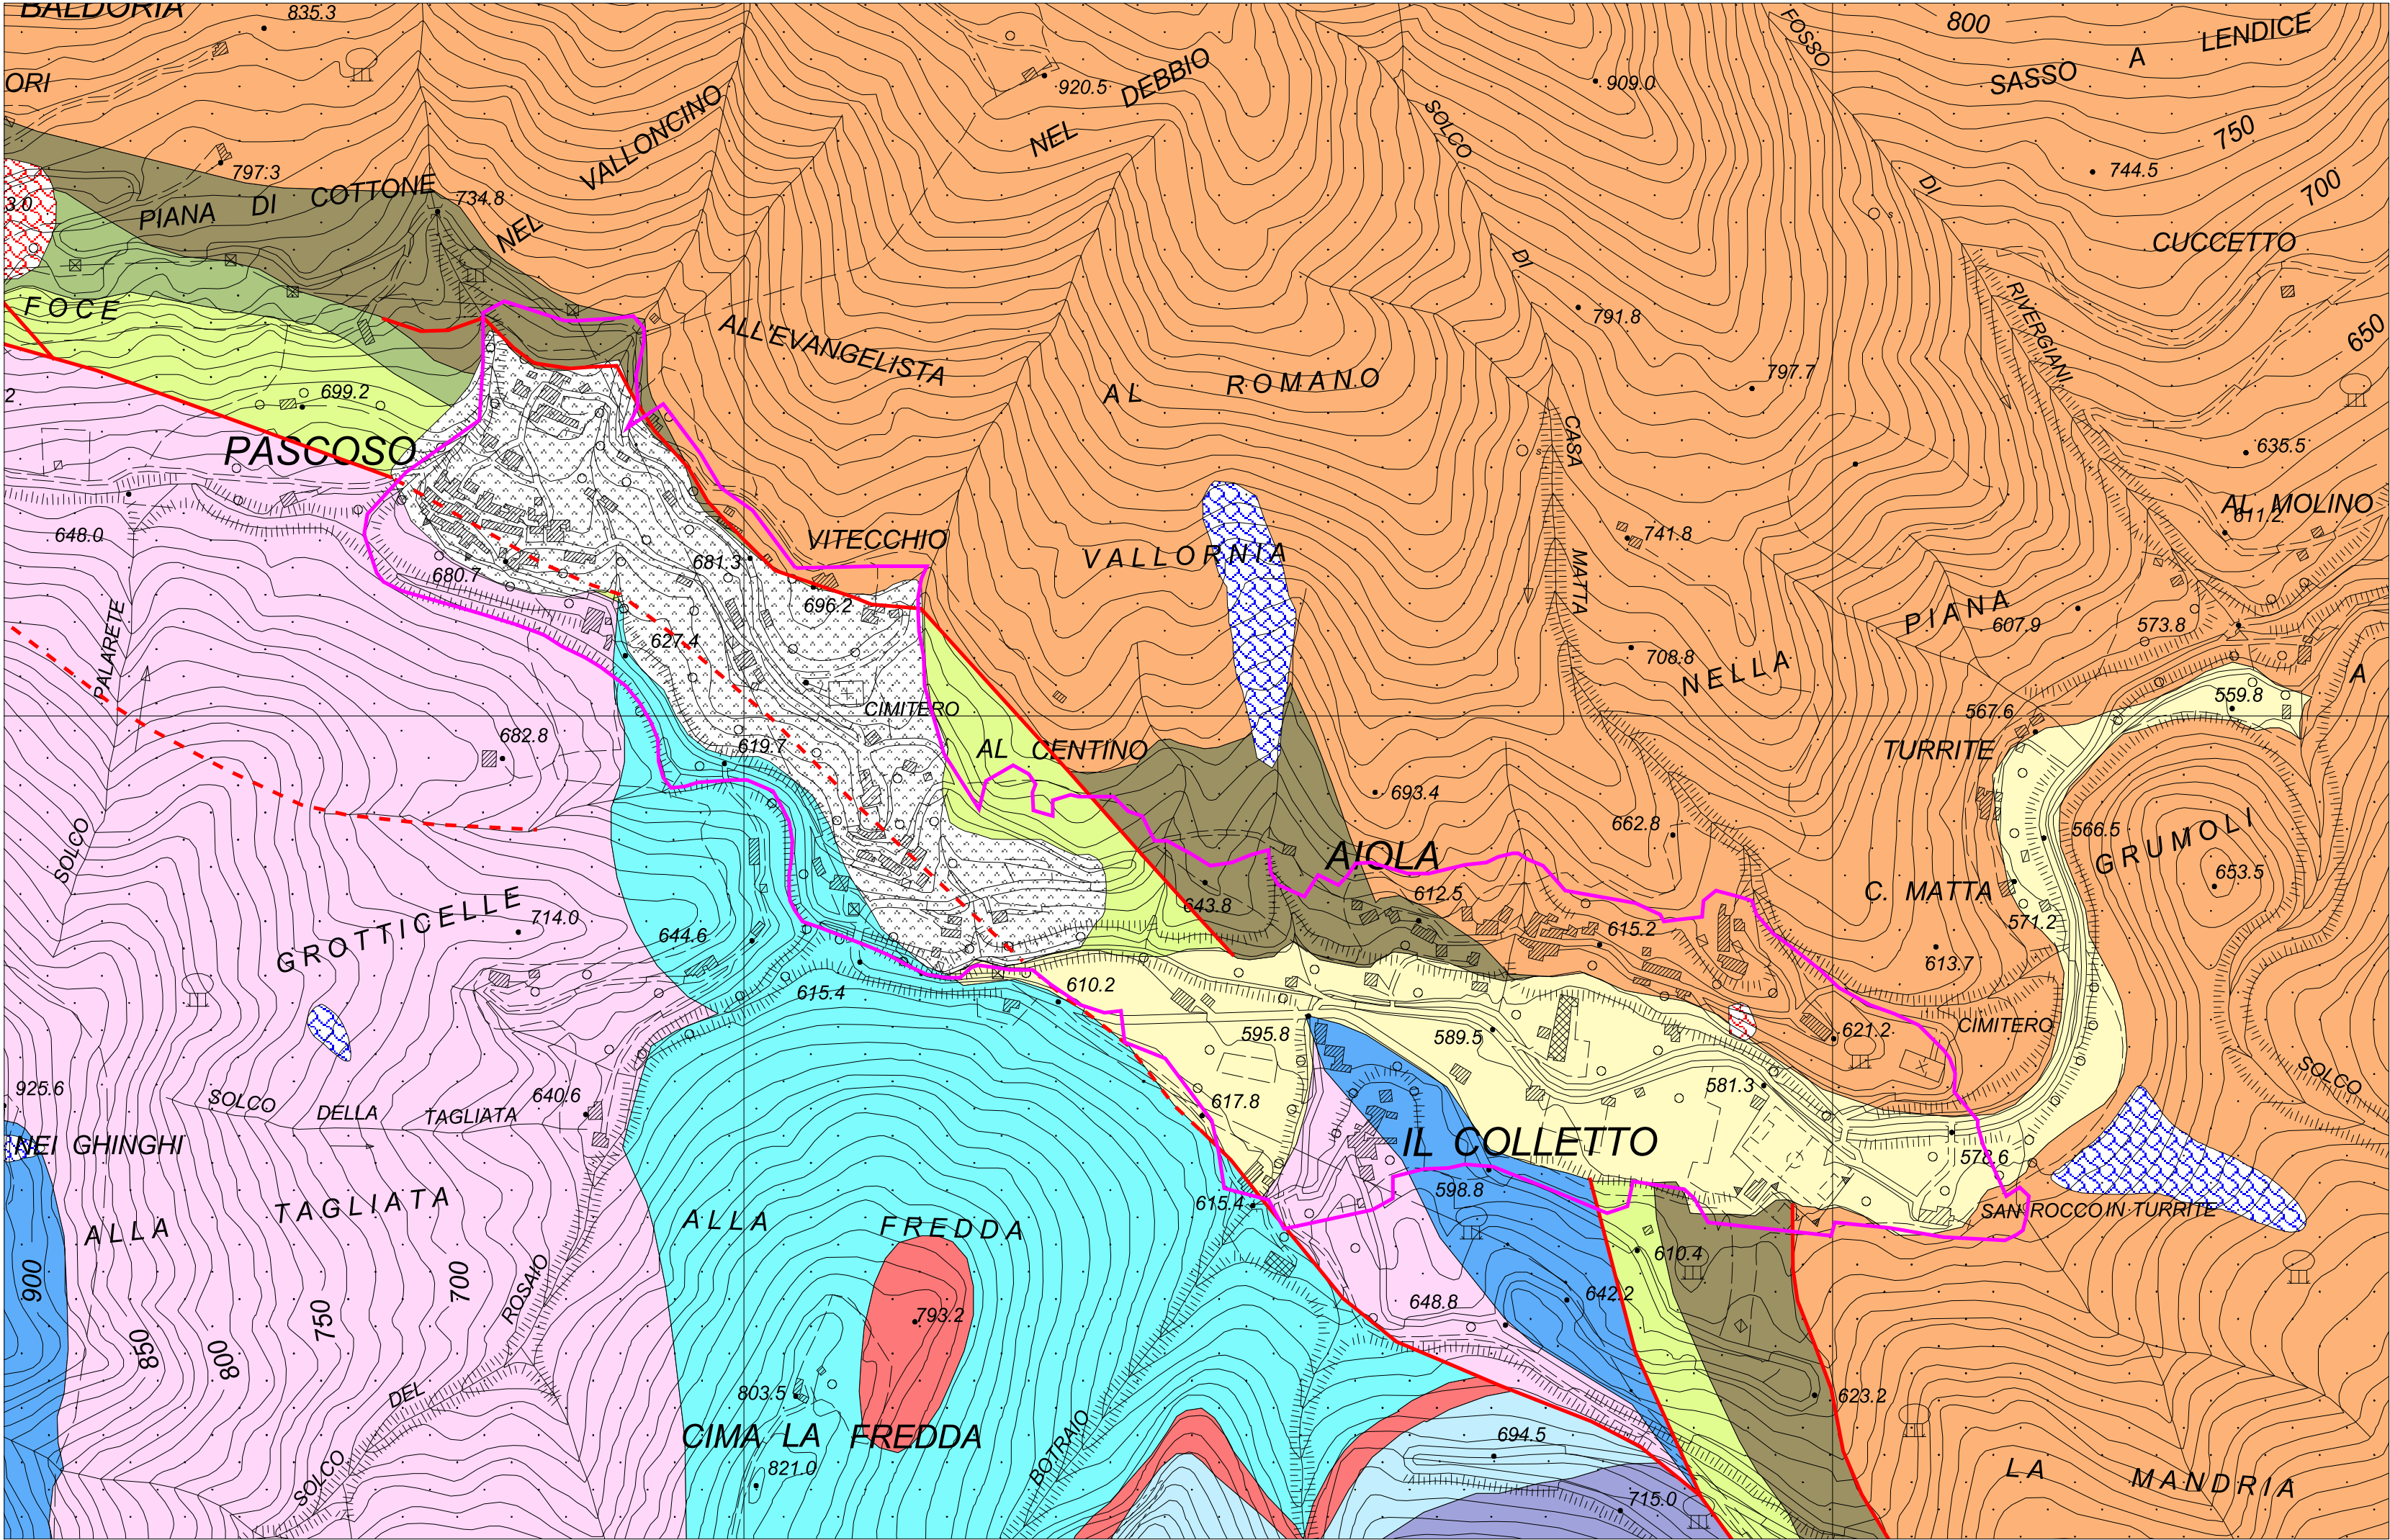 BALDORIA
835.3
800
LENDICE
A
SASSO
FOSSO
ORI
920.5
DEBBIO
NEL
909.0
750
VALLONCINO
NEL
SOLCO
744.5
700
797.3
734.8
PIANA DI COTTONE
DI
3.0
DI
CUCCETTO
FOCE
ALL'EVANGELISTA
791.8
RIVERGIANI
650
699.2
AL ROMANO
797.7
2
PASCOSO
CASA
635.5
AL MOLINO
611.2
648.0
VITECCHIO
VALLORNIA
741.8
681.3
680.7
696.2
MATTA
PIANA
607.9
573.8
PALARETE
627.4
708.8
NELLA
A
CIMITERO
559.8
567.6
682.8
619.7
AL CENTINO
TURRITE
693.4
662.8
566.5
GRUMOLI
SOLCO
AIOLA
653.5
C. MATTA
GROTTICELLE
714.0
644.6
643.8
612.5
615.2
571.2
613.7
615.4
610.2
595.8
589.5
621.2
CIMITERO
925.6
SOLCO DELLA TAGLIATA
640.6
617.8
581.3
SOLCO
NEI GHINGHI
IL COLLETTO
578.6
ALLA TAGLIATA
ALLA FREDDA
615.4
598.8
SAN ROCCO IN TURRITE
610.4
900
850
800
750
700
ROSAIO
793.2
648.8
642.2
DEL
803.5
623.2
CIMA LA FREDDA
694.5
SOLCO
821.0
BOTRAIO
715.0
LA MANDRIA